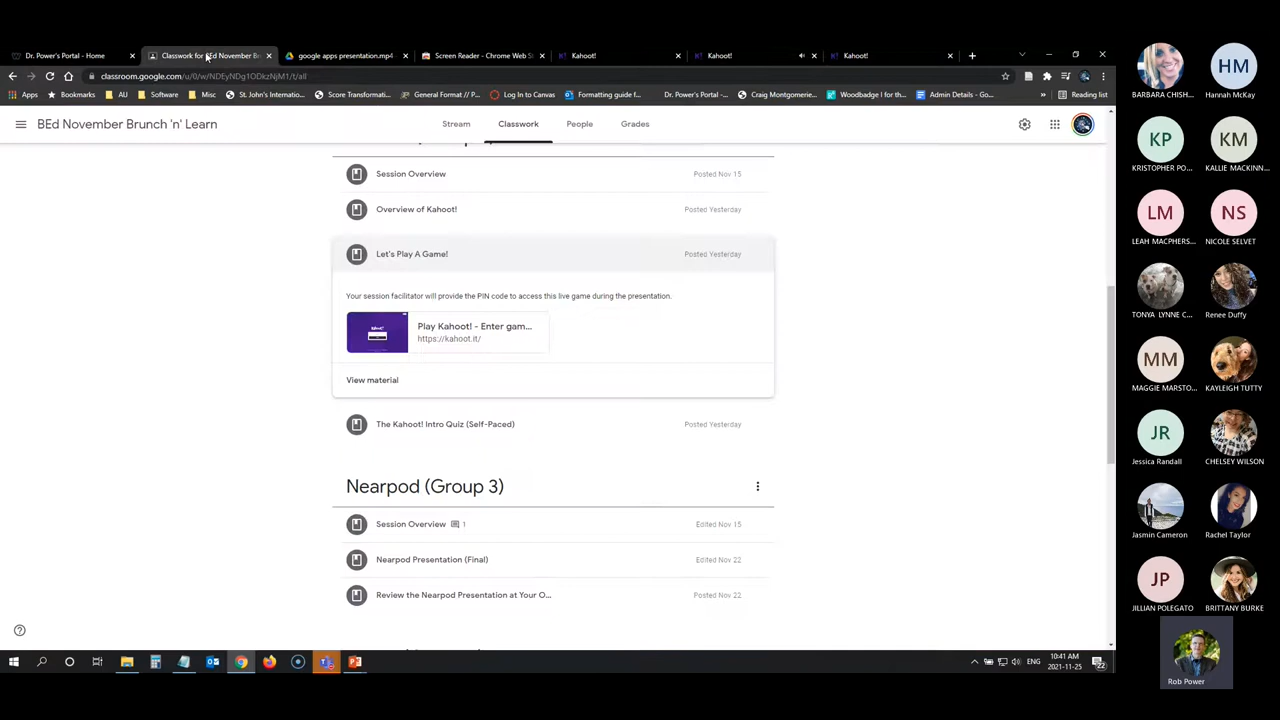 Dr. Power's Portal - Home
Classwork for BEd November Br
google apps presentation.mp4
Screen Reader - Chrome Web S
Kahoot!
Kahoot!
Kahoot!
classroom.google.com/u/0/w/NDEyNDg1ODkzNjM1/t/all
Apps
Bookmarks
AU
Software
Misc
St. John's Internatio...
Score Transformati...
General Format // P...
Log In to Canvas
Formatting guide f...
Dr. Power's Portal -...
Craig Montgomerie...
Woodbadge I for th...
Admin Details - Go...
Reading list
BEd November Brunch 'n' Learn
Stream
Classwork
People
Grades
Session Overview
Posted Nov 15
Overview of Kahoot!
Posted Yesterday
Let's Play A Game!
Posted Yesterday
Your session facilitator will provide the PIN code to access this live game during the presentation.
Play Kahoot! - Enter gam...
https://kahoot.it/
View material
The Kahoot! Intro Quiz (Self-Paced)
Posted Yesterday
Nearpod (Group 3)
Session Overview 1
Edited Nov 15
Nearpod Presentation (Final)
Edited Nov 22
Review the Nearpod Presentation at Your O...
Posted Nov 22
ENG
10:41 AM
2021-11-25
22
BARBARA CHISH...
HM
Hannah McKay
KP
KRISTOPHER PO...
KM
KALLIE MACKINN...
LM
LEAH MACPHERS...
NS
NICOLE SELVET
TONYA LYNNE C...
Renee Duffy
MM
MAGGIE MARSTO...
KAYLEIGH TUTTY
JR
Jessica Randall
CHELSEY WILSON
Jasmin Cameron
Rachel Taylor
JP
JILLIAN POLEGATO
BRITTANY BURKE
Rob Power